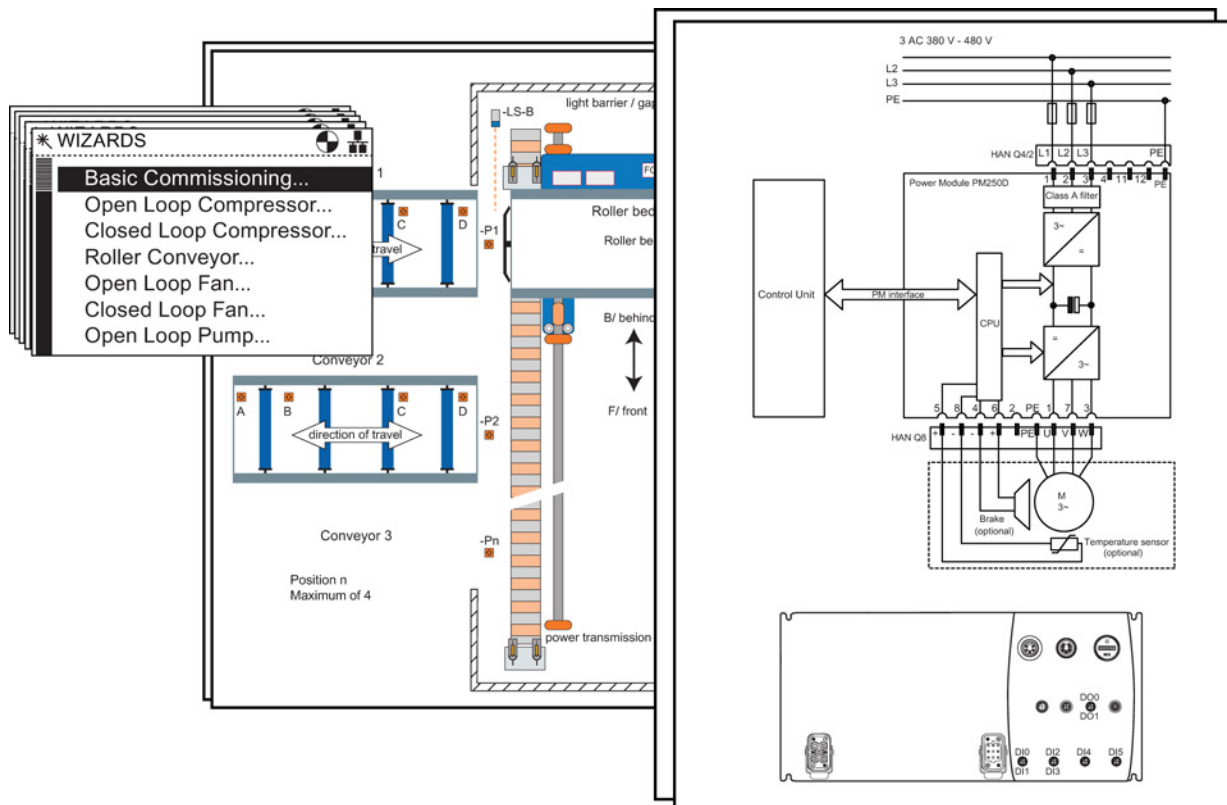 WIZARDS
Basic Commissioning...
Open Loop Compressor...
Closed Loop Compressor...
Roller Conveyor...
Open Loop Fan...
Closed Loop Fan...
Open Loop Pump...
1
C
D
travel
Conveyor 2
A
B
C
D
direction of travel
Conveyor 3
Position n
Maximum of 4
light barrier / gap
-LS-B
Roller bed
Roller be
-P1
B/ behind
F/ front
-P2
-Pn
power transmission
3 AC 380 V - 480 V
L2
L3
PE
HAN Q4/2 L1 L2 L3 PE
1 2 3 4 11 12 PE
Power Module PM250D
Class A filter
3~
=
Control Unit
PM interface
CPU
=
3~
5 8 4 6 2 PE 1 7 3
HAN Q8 + - - + PE U V W
M
3~
Brake
(optional)
Temperature sensor
(optional)
DO0
DO1
DI0 DI2 DI4 DI5
DI1 DI3